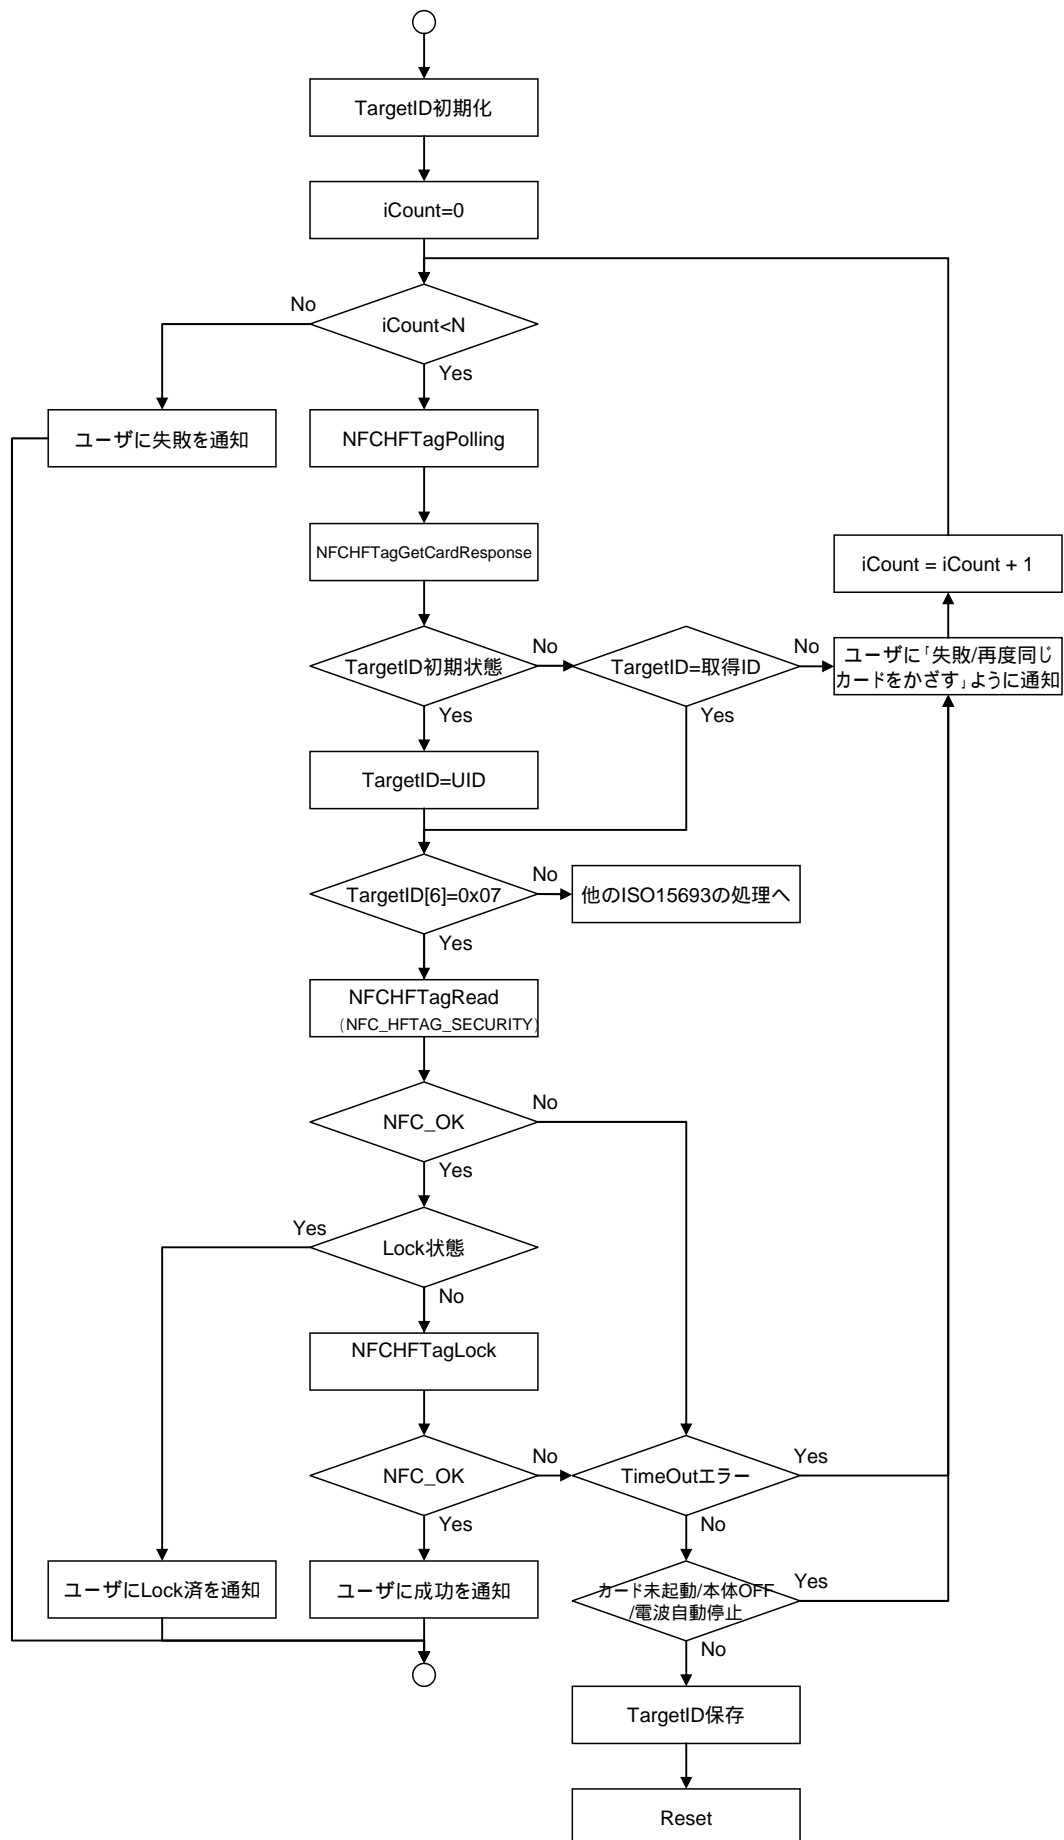 TargetID初期化
iCount=0
No
iCount<N
Yes
ユーザに失敗を通知
NFCHFTagPolling
NFCHFTagGetCardResponse
iCount = iCount + 1
TargetID初期状態
No
TargetID=取得ID
No
ユーザに「失敗/再度同じ
カードをかざす」ように通知
Yes
Yes
TargetID=UID
TargetID[6]=0x07
No
他のISO15693の処理へ
Yes
NFCHFTagRead
(NFC_HFTAG_SECURITY)
NFC_OK
No
Yes
Yes
Lock状態
No
NFCHFTagLock
NFC_OK
No
TimeOutエラー
Yes
Yes
No
ユーザにLock済を通知
ユーザに成功を通知
カード未起動/本体OFF
/電波自動停止
Yes
No
TargetID保存
Reset